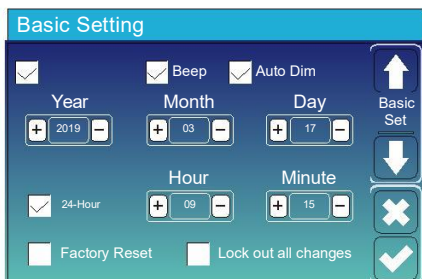 Basic Setting
Beep Auto Dim
Year Month Day
+ 2019 − + 03 − + 17 −
Basic
Set
Hour Minute
24-Hour + 09 − + 15 −
Factory Reset Lock out all changes